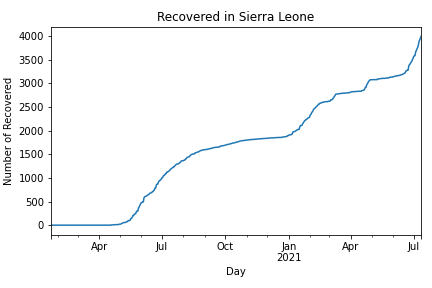 Recovered in Sierra Leone
Number of Recovered
4000
3500
3000
2500
2000
1500
1000
500
0
Apr Jul Oct Jan Apr Jul
2021
Day